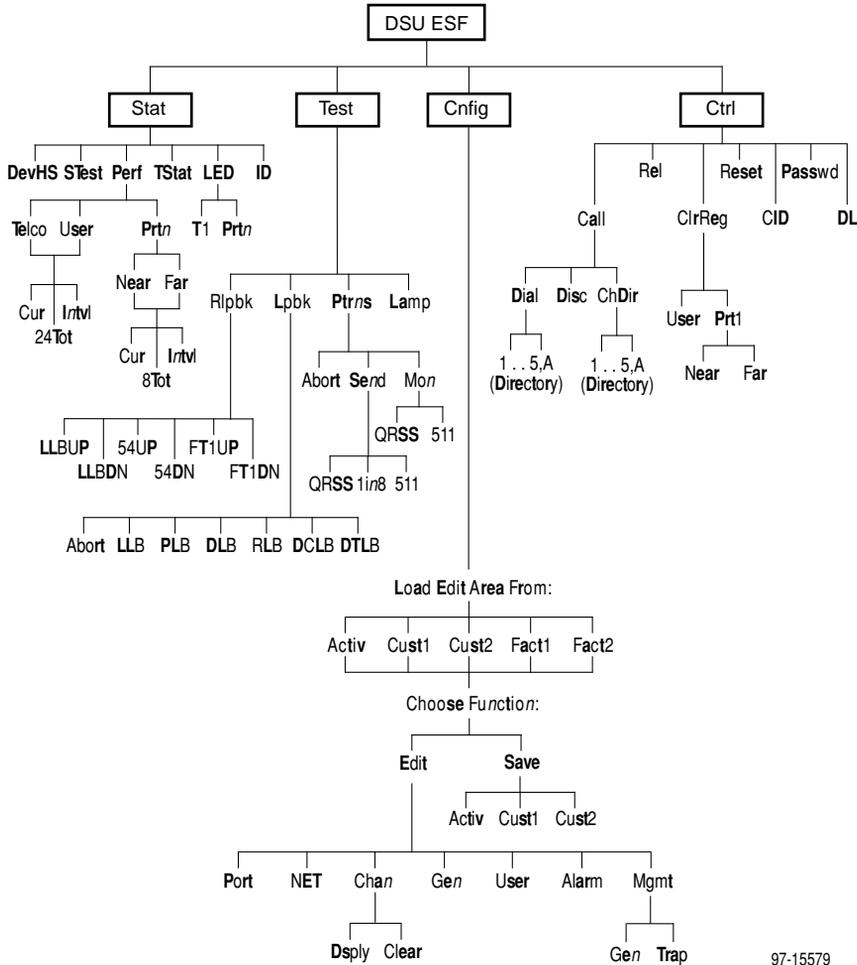 DSU ESF
Stat Test Cnfig Ctrl
DevHS STest Perf TStat LED ID
Rel Reset Passwd
Call ClrReg CID DL
Telco User Prtn T1 Prtn
Near Far Rlpbk Lpbk Ptrns Lamp
Dial Disc ChDir
Cur Intvl
24Tot
User Prt1
Cur Intvl
8Tot
Abort Send Mon
1 . . 5,A 1 . . 5,A
(Directory) (Directory)
Near Far
QRSS 511
LLBUP 54UP FT1UP
LLBDN 54DN FT1DN
QRSS 1in8 511
Abort LLB PLB DLB RLB DCLB DTLB
Load Edit Area From:
Activ Cust1 Cust2 Fact1 Fact2
Choose Function:
Edit Save
Activ Cust1 Cust2
Port NET Chan Gen User Alarm Mgmt
Dsply Clear Gen Trap
97-15579